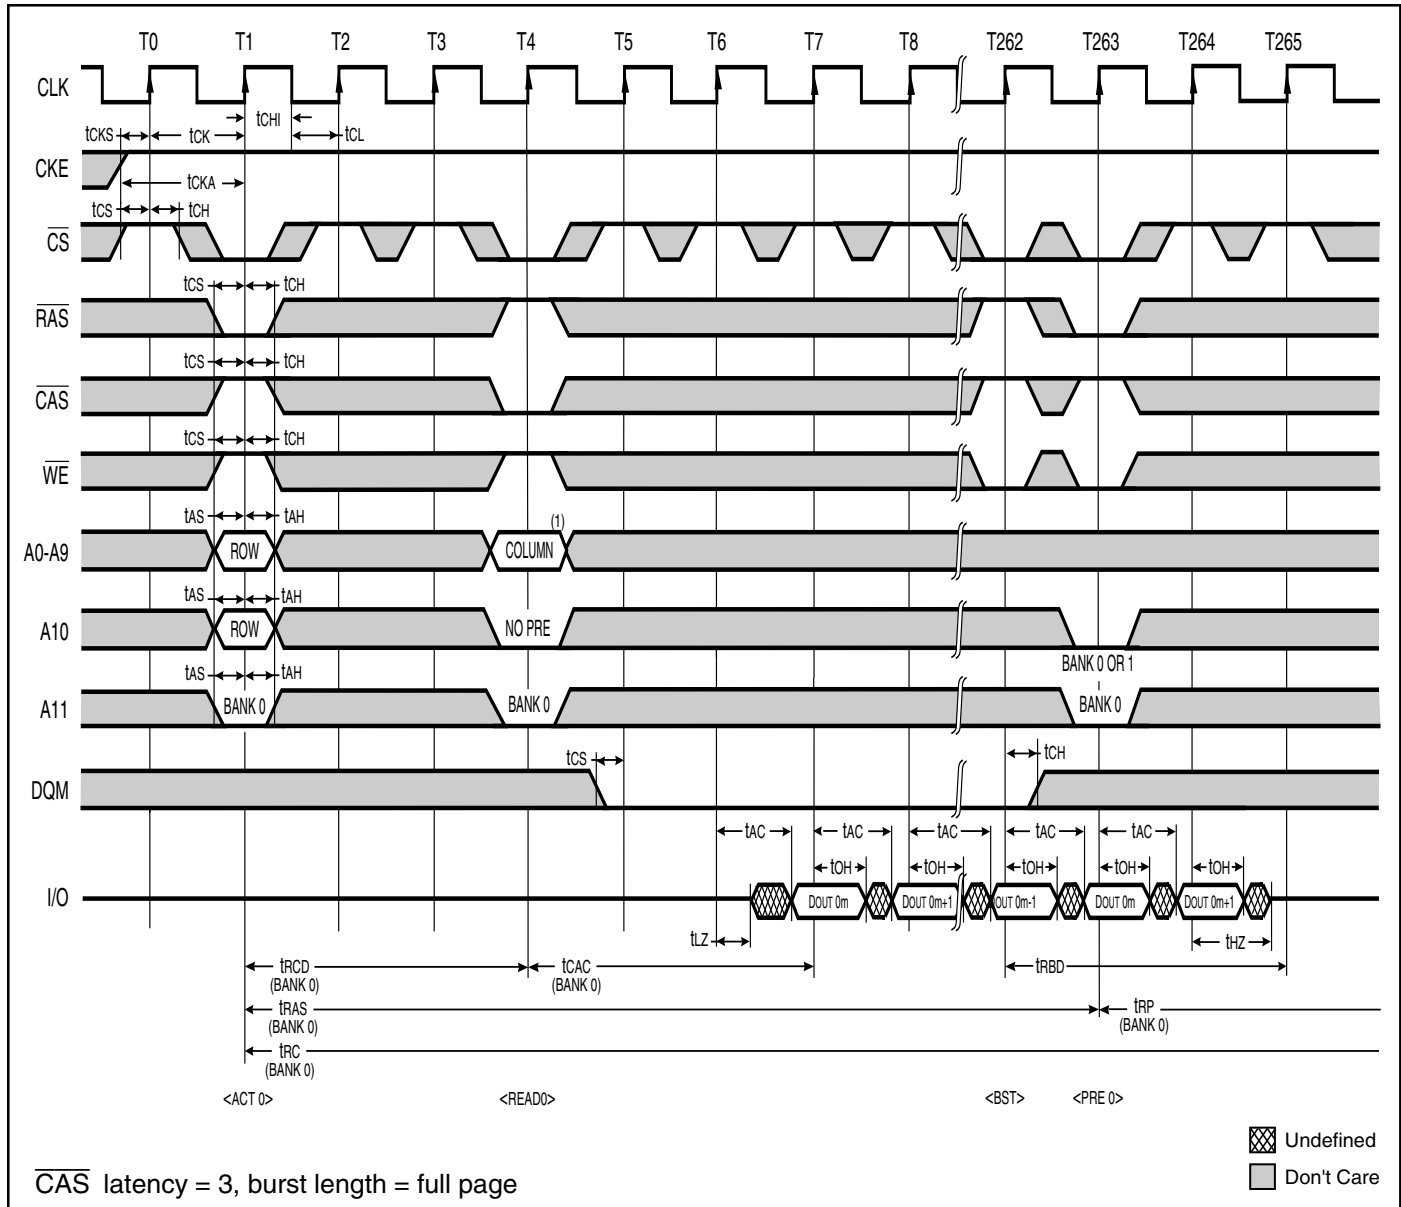 T0 T1 T2 T3 T4 T5 T6 T7 T8 T262 T263 T264 T265
CLK
tCHI
tCKS tCK tCL
CKE
tCKA
tCS tCH
CS
tCS tCH
RAS
tCS tCH
CAS
tCS tCH
WE
tAS tAH (1)
A0-A9 ROW COLUMN
tAS tAH
A10 ROW NO PRE
BANK 0 OR 1
tAS tAH
A11 BANK 0 BANK 0 BANK 0
tCS tCH
DQM
tAC tAC tAC tAC tAC
tOH tOH tOH tOH tOH
I/O DOUT 0m DOUT 0m+1 OUT 0m-1 DOUT 0m DOUT 0m+1
tLZ tHZ
tRCD tCAC tRBD
(BANK 0) (BANK 0)
tRAS tRP
(BANK 0) (BANK 0)
tRC
(BANK 0)
<ACT 0> <READ0> <BST> <PRE 0>
Undefined
Don't Care
CAS latency = 3, burst length = full page